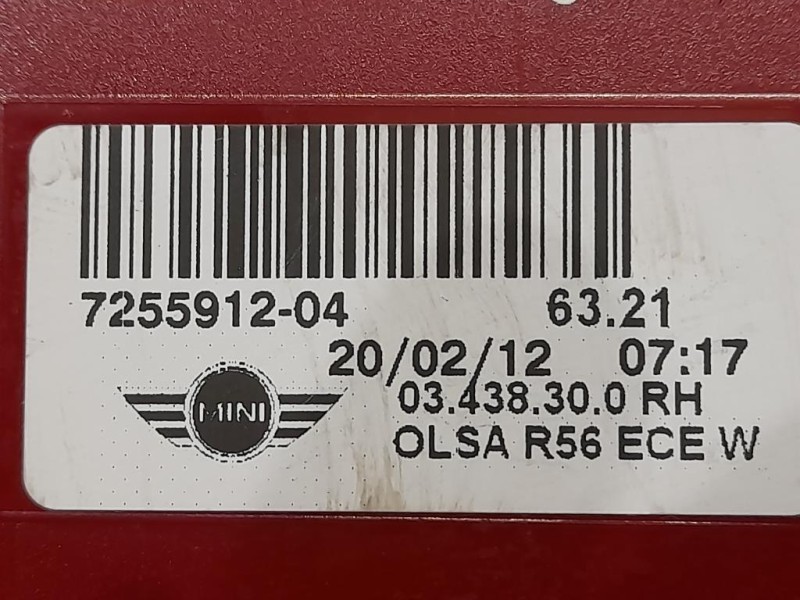 7255912-04 63.21
20/02/12 07:17
MINI
03.438.30.0 RH
OLSA R56 ECE W